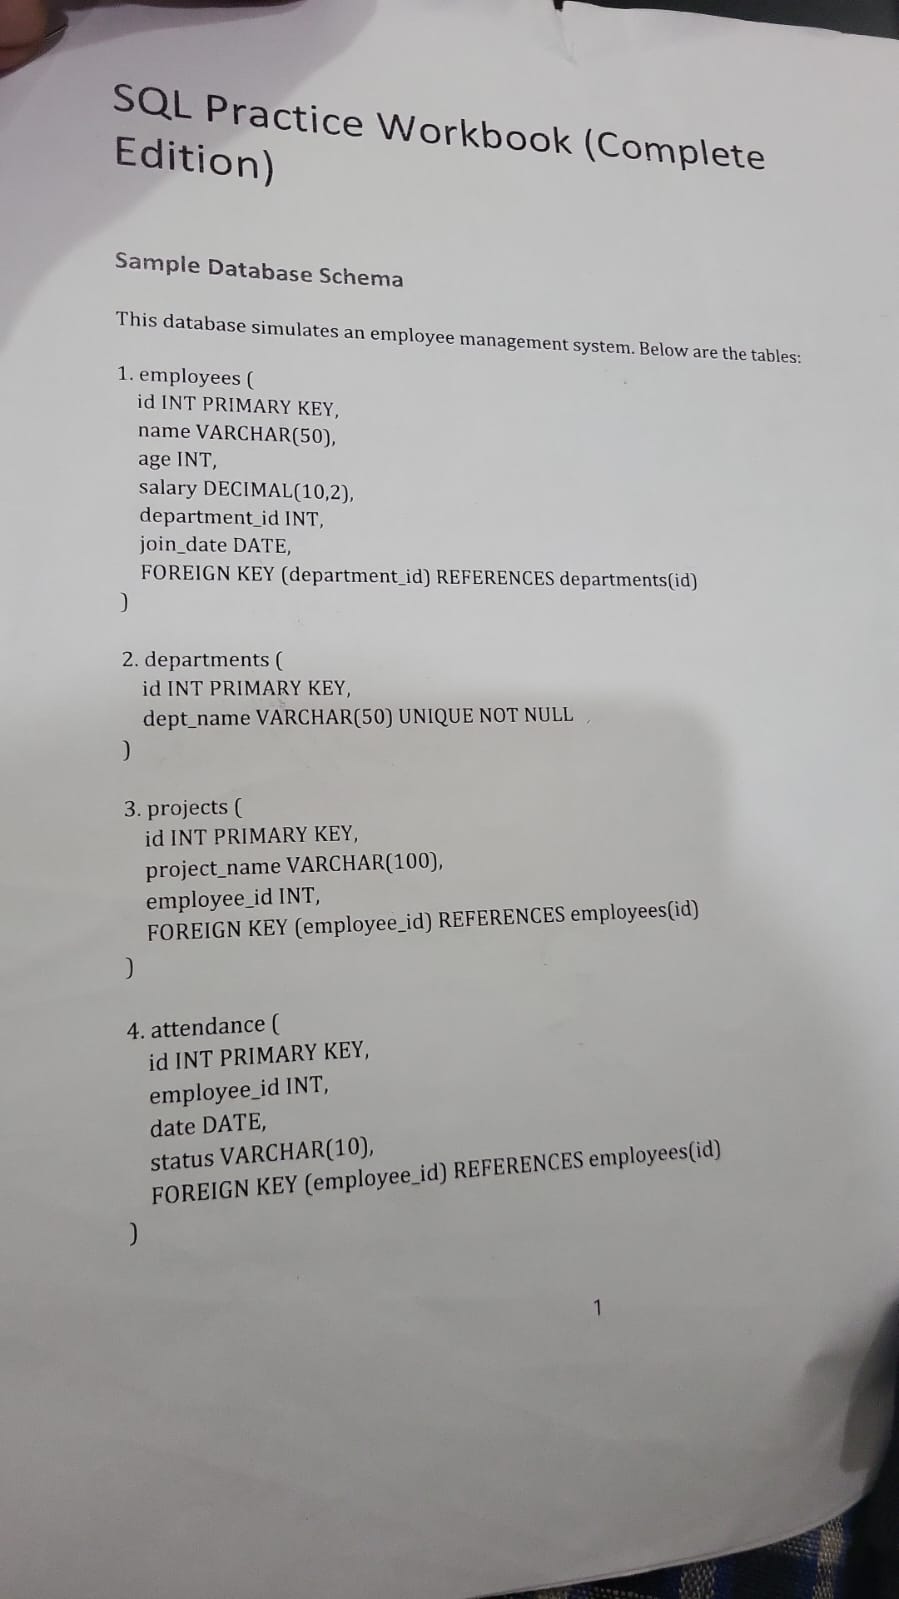 SQL Practice Workbook (Complete
Edition)
Sample Database Schema
This database simulates an employee management system. Below are the tables:
1. employees (
id INT PRIMARY KEY,
name VARCHAR(50),
age INT,
salary DECIMAL(10,2),
department_id INT,
join_date DATE,
FOREIGN KEY (department_id) REFERENCES departments(id)
)
2. departments (
id INT PRIMARY KEY,
dept_name VARCHAR(50) UNIQUE NOT NULL
)
3. projects (
id INT PRIMARY KEY,
project_name VARCHAR(100),
employee_id INT,
FOREIGN KEY (employee_id) REFERENCES employees(id)
)
4. attendance (
id INT PRIMARY KEY,
employee_id INT,
date DATE,
status VARCHAR(10),
FOREIGN KEY (employee_id) REFERENCES employees(id)
)
1